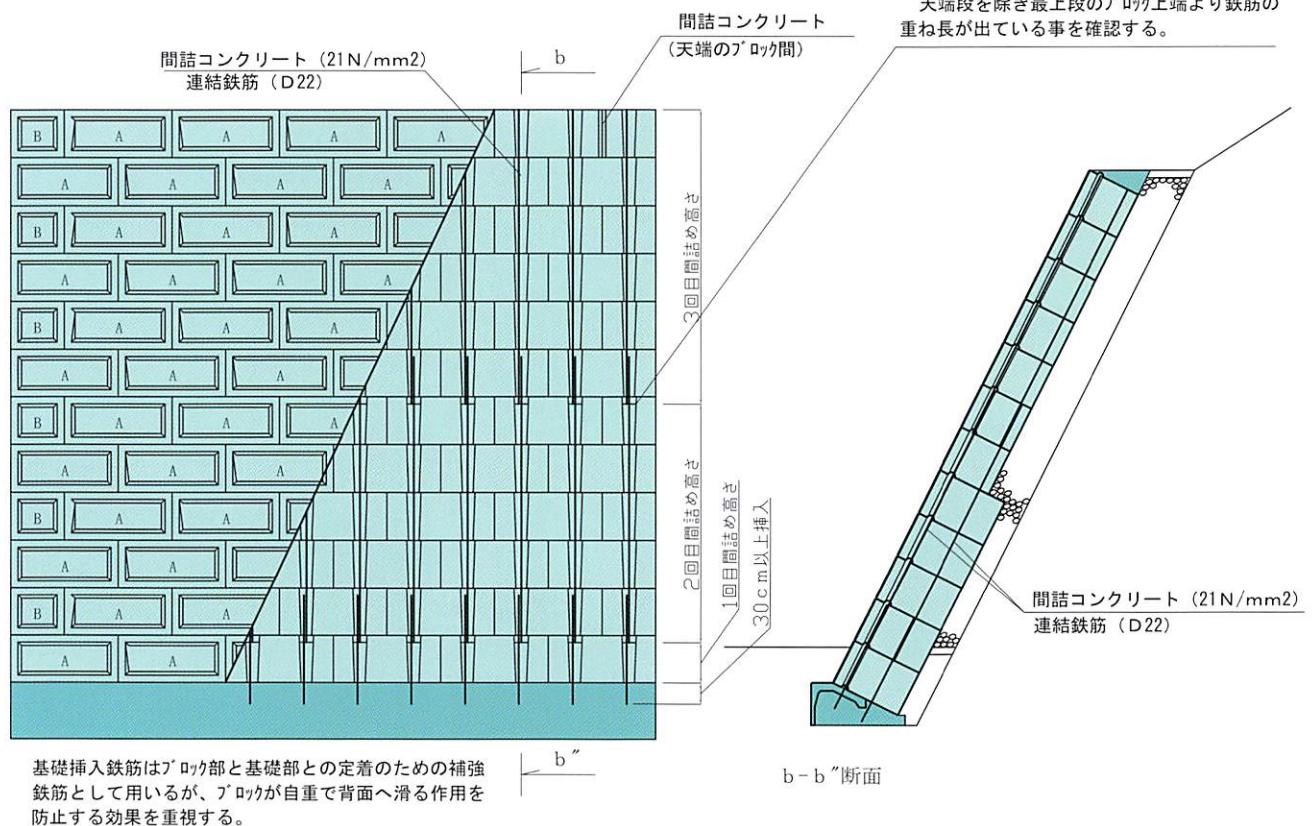 天端段を除き最上段のブロック上端より鉄筋の
重ね長が出ている事を確認する。
間詰コンクリート
(天端のブロック間)
間詰コンクリート (21N/mm2)
連結鉄筋 (D22)
b
B A A A A
A A A A
B A A A
A A A A
B A A A
A A A
B A A A
A A A
B A A
A A A
B A A
A A
3回目間詰め高さ
2回目間詰め高さ
1回目間詰め高さ
30cm以上挿入
間詰コンクリート (21N/mm2)
連結鉄筋 (D22)
b"
b-b"断面
基礎挿入鉄筋はブロック部と基礎部との定着のための補強
鉄筋として用いるが、ブロックが自重で背面へ滑る作用を
防止する効果を重視する。